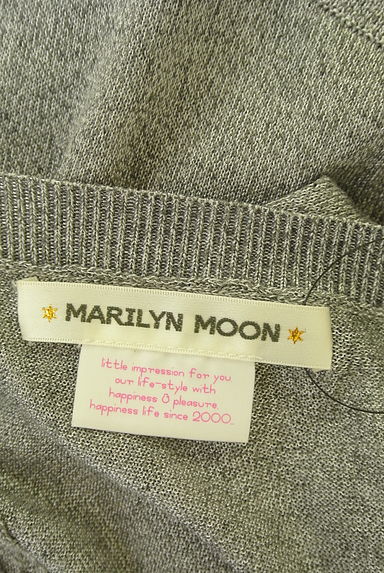 MARILYN MOON
little impression for you
our life-style with
happiness & pleasure.
happiness life since 2000.